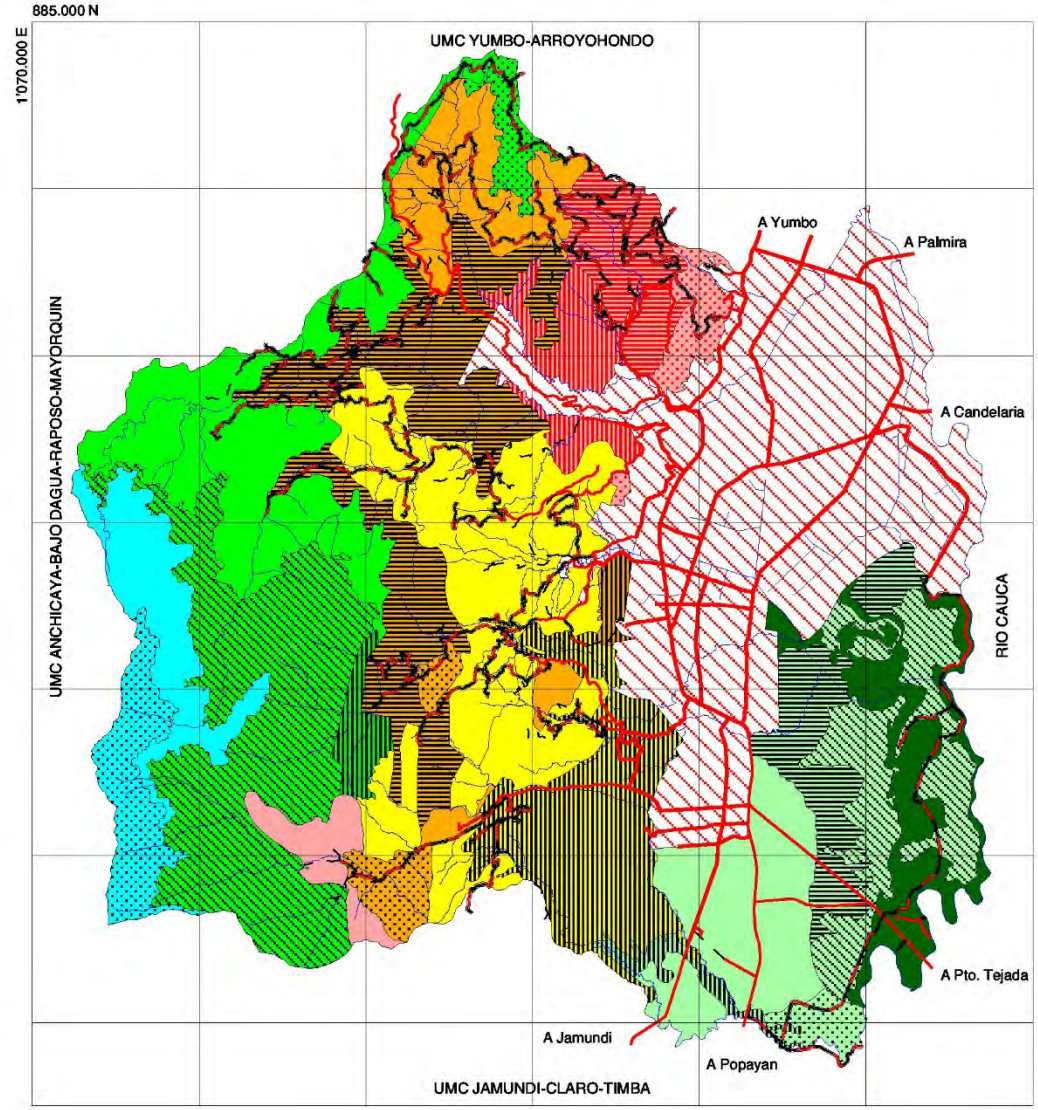 885.000 N
1'070.000 E
UMC YUMBO-ARROYOHONDO
A Yumbo
A Palmira
UMC ANCHICAYA-BAJO DAGUA-RAPOSO-MAYORQUIN
A Candelaria
RIO CAUCA
A Pto. Tejada
A Jamundi
A Popayan
UMC JAMUNDI-CLARO-TIMBA